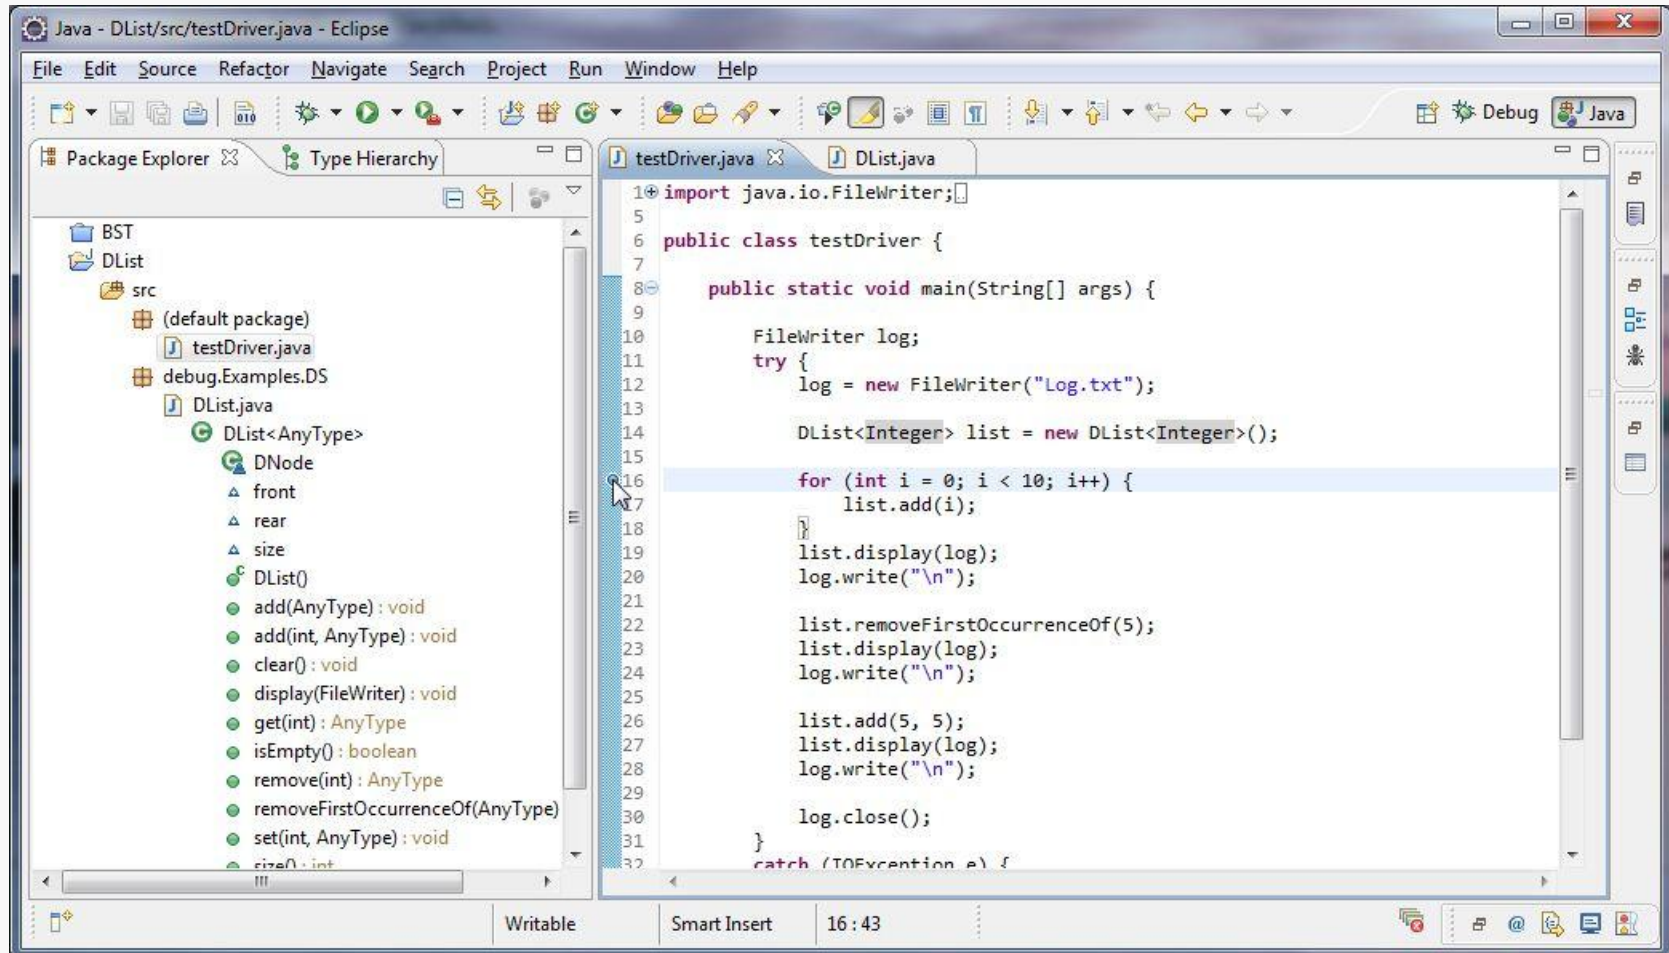 Java - DList/src/testDriver.java - Eclipse
File Edit Source Refactor Navigate Search Project Run Window Help
Debug Java
Package Explorer Type Hierarchy
BST
DList
src
(default package)
testDriver.java
debug.Examples.DS
DList.java
DList<AnyType>
DNode
front
rear
size
DList()
add(AnyType) : void
add(int, AnyType) : void
clear() : void
display(FileWriter) : void
get(int) : AnyType
isEmpty() : boolean
remove(int) : AnyType
removeFirstOccurrenceOf(AnyType)
set(int, AnyType) : void
size() : int
testDriver.java DList.java
1 import java.io.FileWriter;
5
6 public class testDriver {
7
8 public static void main(String[] args) {
9
10 FileWriter log;
11 try {
12 log = new FileWriter("Log.txt");
13
14 DList<Integer> list = new DList<Integer>();
15
16 for (int i = 0; i < 10; i++) {
17 list.add(i);
18 }
19 list.display(log);
20 log.write("\n");
21
22 list.removeFirstOccurrenceOf(5);
23 list.display(log);
24 log.write("\n");
25
26 list.add(5, 5);
27 list.display(log);
28 log.write("\n");
29
30 log.close();
31 }
32 catch (IOException e) {
Writable Smart Insert 16 : 43